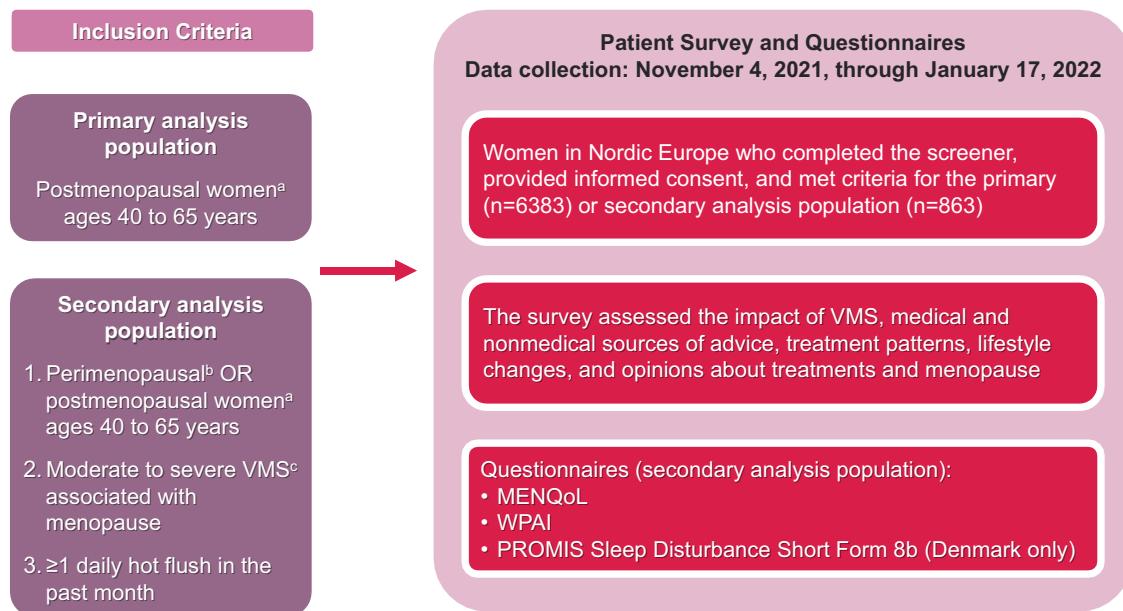 Inclusion Criteria
Primary analysis
population
Postmenopausal womenᵃ
ages 40 to 65 years
Secondary analysis
population
1. Perimenopausalᵇ OR
postmenopausal womenᵃ
ages 40 to 65 years
2. Moderate to severe VMSᶜ
associated with
menopause
3. ≥1 daily hot flush in the
past month
Patient Survey and Questionnaires
Data collection: November 4, 2021, through January 17, 2022
Women in Nordic Europe who completed the screener,
provided informed consent, and met criteria for the primary
(n=6383) or secondary analysis population (n=863)
The survey assessed the impact of VMS, medical and
nonmedical sources of advice, treatment patterns, lifestyle
changes, and opinions about treatments and menopause
Questionnaires (secondary analysis population):
• MENQoL
• WPAI
• PROMIS Sleep Disturbance Short Form 8b (Denmark only)